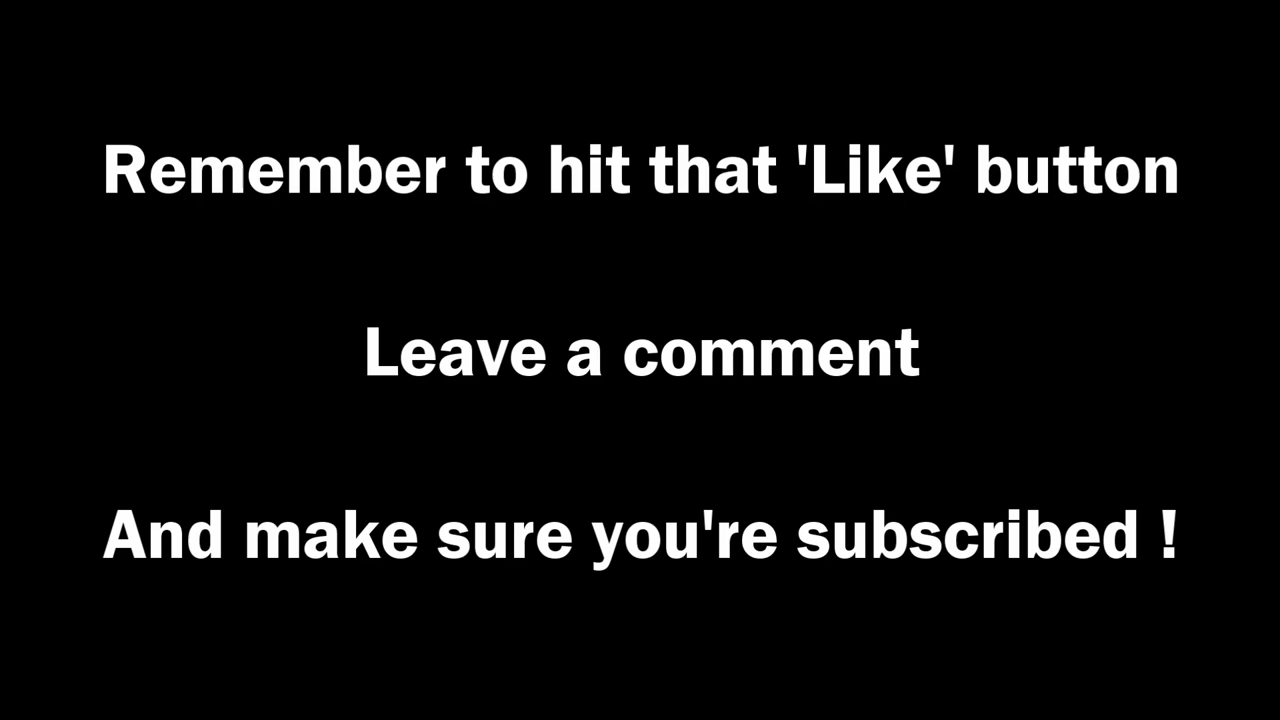 Remember to hit that 'Like' button
Leave a comment
And make sure you're subscribed !